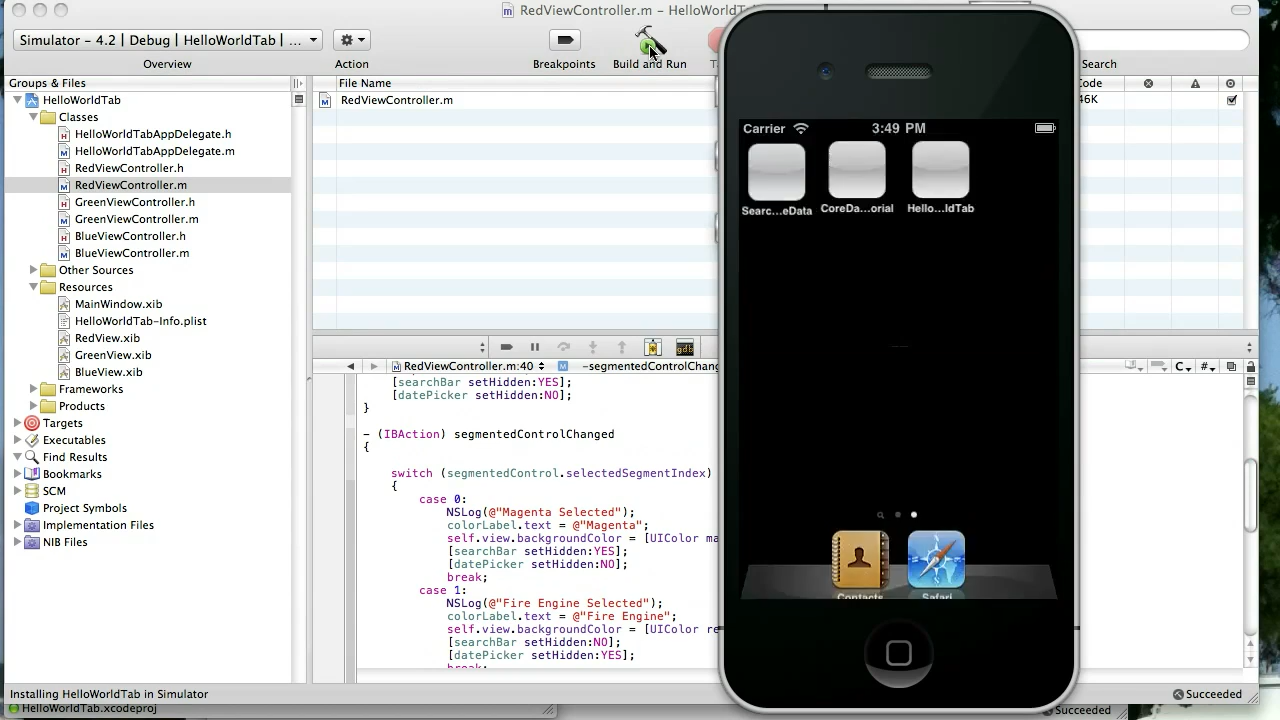 RedViewController.m – HelloWorldT
Simulator - 4.2 | Debug | HelloWorldTab | ...
Overview
Action
Breakpoints
Build and Run
Search
Groups & Files
File Name
Code
HelloWorldTab
RedViewController.m
46K
Classes
HelloWorldTabAppDelegate.h
HelloWorldTabAppDelegate.m
RedViewController.h
RedViewController.m
GreenViewController.h
GreenViewController.m
BlueViewController.h
BlueViewController.m
Other Sources
Resources
MainWindow.xib
HelloWorldTab-Info.plist
RedView.xib
GreenView.xib
BlueView.xib
Frameworks
Products
Targets
Executables
Find Results
Bookmarks
SCM
Project Symbols
Implementation Files
NIB Files
gdb
RedViewController.m:40
-segmentedControlChang
C
#
[searchBar setHidden:YES];
[datePicker setHidden:NO];
}
- (IBAction) segmentedControlChanged
{
switch (segmentedControl.selectedSegmentIndex)
{
case 0:
NSLog(@"Magenta Selected");
colorLabel.text = @"Magenta";
self.view.backgroundColor = [UIColor ma
[searchBar setHidden:YES];
[datePicker setHidden:NO];
break;
case 1:
NSLog(@"Fire Engine Selected");
colorLabel.text = @"Fire Engine";
self.view.backgroundColor = [UIColor re
[searchBar setHidden:NO];
[datePicker setHidden:YES];
break;
Carrier
3:49 PM
Searc...eData
CoreDa...orial
Hello...ldTab
Contacts
Safari
Installing HelloWorldTab in Simulator
Succeeded
HelloWorldTab.xcodeproj
Succeeded